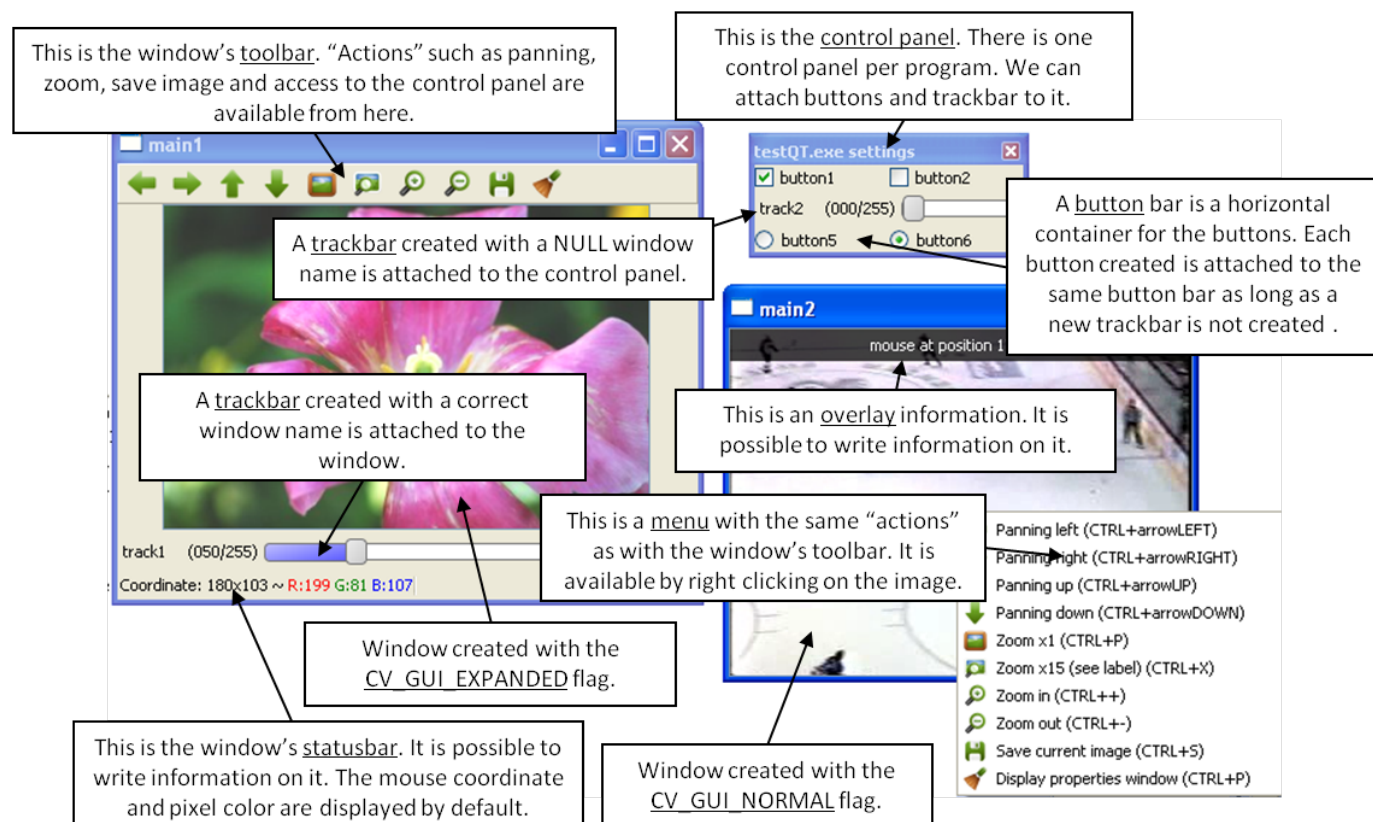 This is the window’s toolbar. “Actions” such as panning,
zoom, save image and access to the control panel are
available from here.
This is the control panel. There is one
control panel per program. We can
attach buttons and trackbar to it.
main1
testQT.exe settings
button1
button2
track2 (000/255)
button5
button6
A trackbar created with a NULL window
name is attached to the control panel.
A button bar is a horizontal
container for the buttons. Each
button created is attached to the
same button bar as long as a
new trackbar is not created .
main2
mouse at position 1
A trackbar created with a correct
window name is attached to the
window.
This is an overlay information. It is
possible to write information on it.
This is a menu with the same “actions”
as with the window’s toolbar. It is
available by right clicking on the image.
track1 (050/255)
Coordinate: 180x103 ~ R:199 G:81 B:107
Panning left (CTRL+arrowLEFT)
Panning right (CTRL+arrowRIGHT)
Panning up (CTRL+arrowUP)
Panning down (CTRL+arrowDOWN)
Zoom x1 (CTRL+P)
Zoom x15 (see label) (CTRL+X)
Zoom in (CTRL++)
Zoom out (CTRL+-)
Save current image (CTRL+S)
Display properties window (CTRL+P)
Window created with the
CV_GUI_EXPANDED flag.
This is the window’s statusbar. It is possible to
write information on it. The mouse coordinate
and pixel color are displayed by default.
Window created with the
CV_GUI_NORMAL flag.